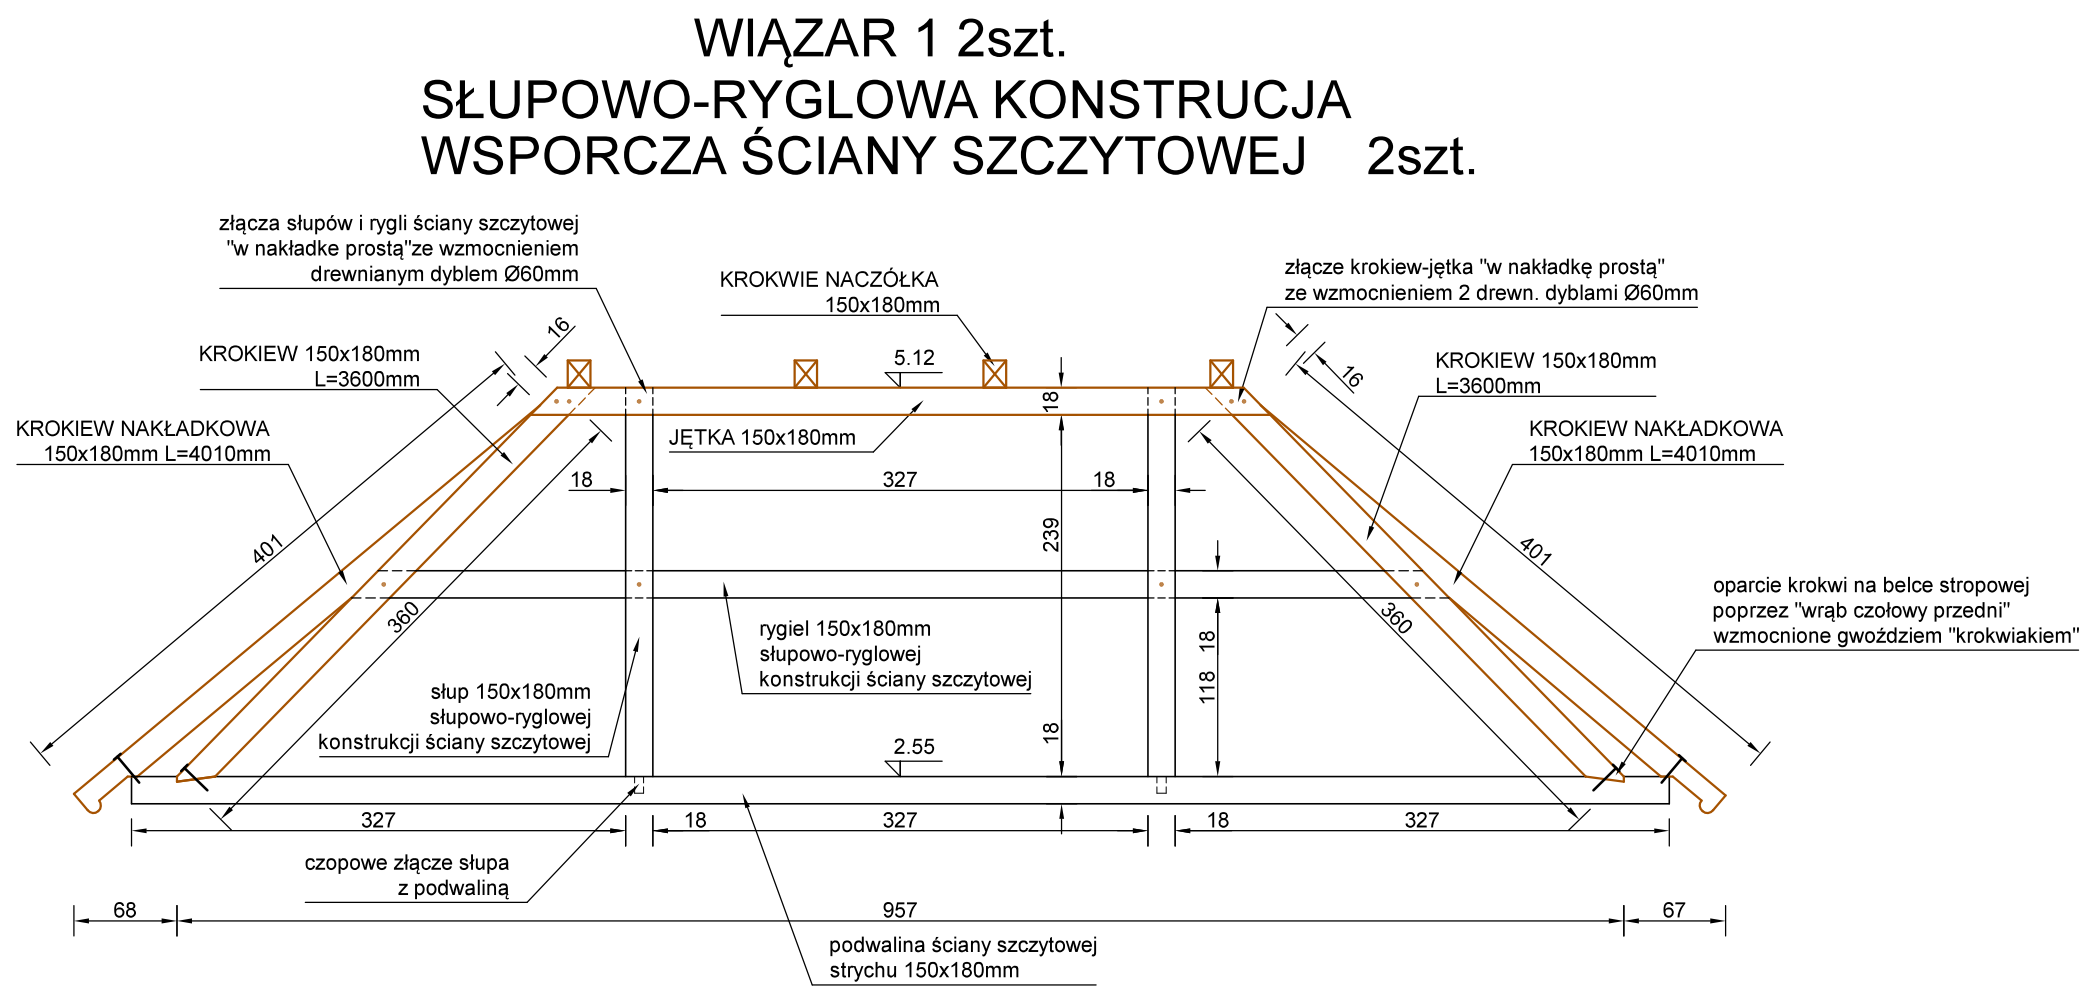 WIĄZAR 1 2szt.
SŁUPOWO-RYGLOWA KONSTRUCJA
WSPORCZA ŚCIANY SZCZYTOWEJ 2szt.
złącza słupów i rygli ściany szczytowej
"w nakładke prostą"ze wzmocnieniem
drewnianym dyblem Ø60mm
KROKWIE NACZÓŁKA
150x180mm
złącze krokiew-jętka "w nakładkę prostą"
ze wzmocnieniem 2 drewn. dyblami Ø60mm
16
KROKIEW 150x180mm
L=3600mm
5.12
16
KROKIEW 150x180mm
L=3600mm
18
KROKIEW NAKŁADKOWA
150x180mm L=4010mm
JĘTKA 150x180mm
KROKIEW NAKŁADKOWA
150x180mm L=4010mm
18
327
18
401
239
401
360
360
oparcie krokwi na belce stropowej
poprzez "wrąb czołowy przedni"
wzmocnione gwoździem "krokwiakiem"
rygiel 150x180mm
słupowo-ryglowej
konstrukcji ściany szczytowej
18
118
słup 150x180mm
słupowo-ryglowej
konstrukcji ściany szczytowej
18
2.55
327
18
327
18
327
czopowe złącze słupa
z podwaliną
68
957
67
podwalina ściany szczytowej
strychu 150x180mm